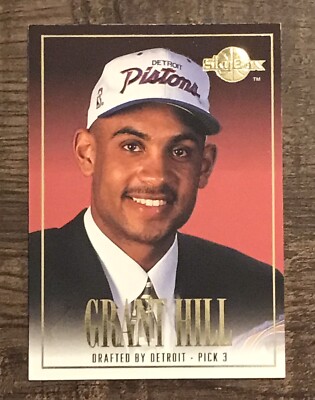 SkyBox
TM
DETROIT
Pistons
GRANT HILL
DRAFTED BY DETROIT - PICK 3